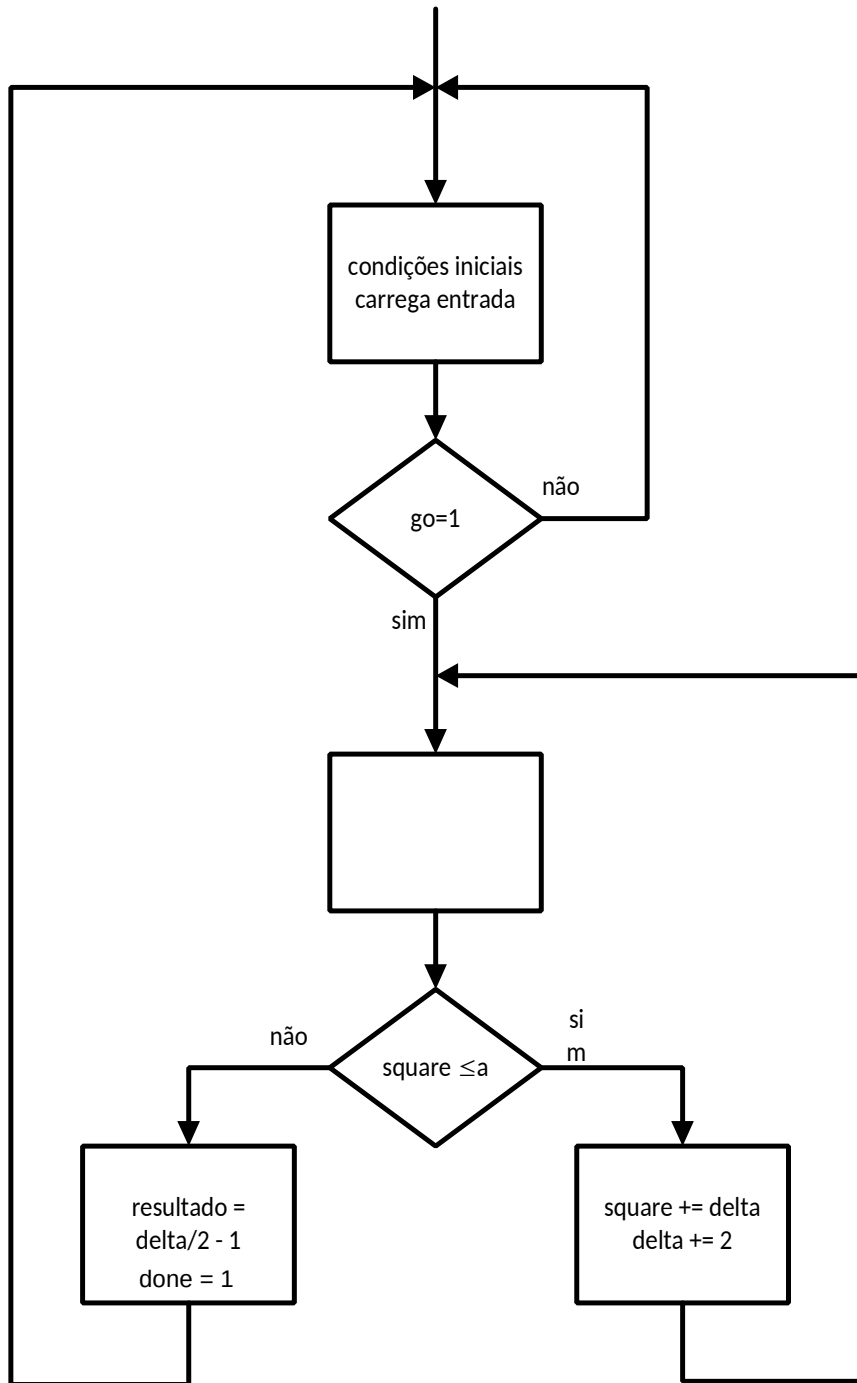 condições iniciais
carrega entrada
go=1
não
sim
square ≤a
não
si
m
resultado =
delta/2 - 1
done = 1
square += delta
delta += 2